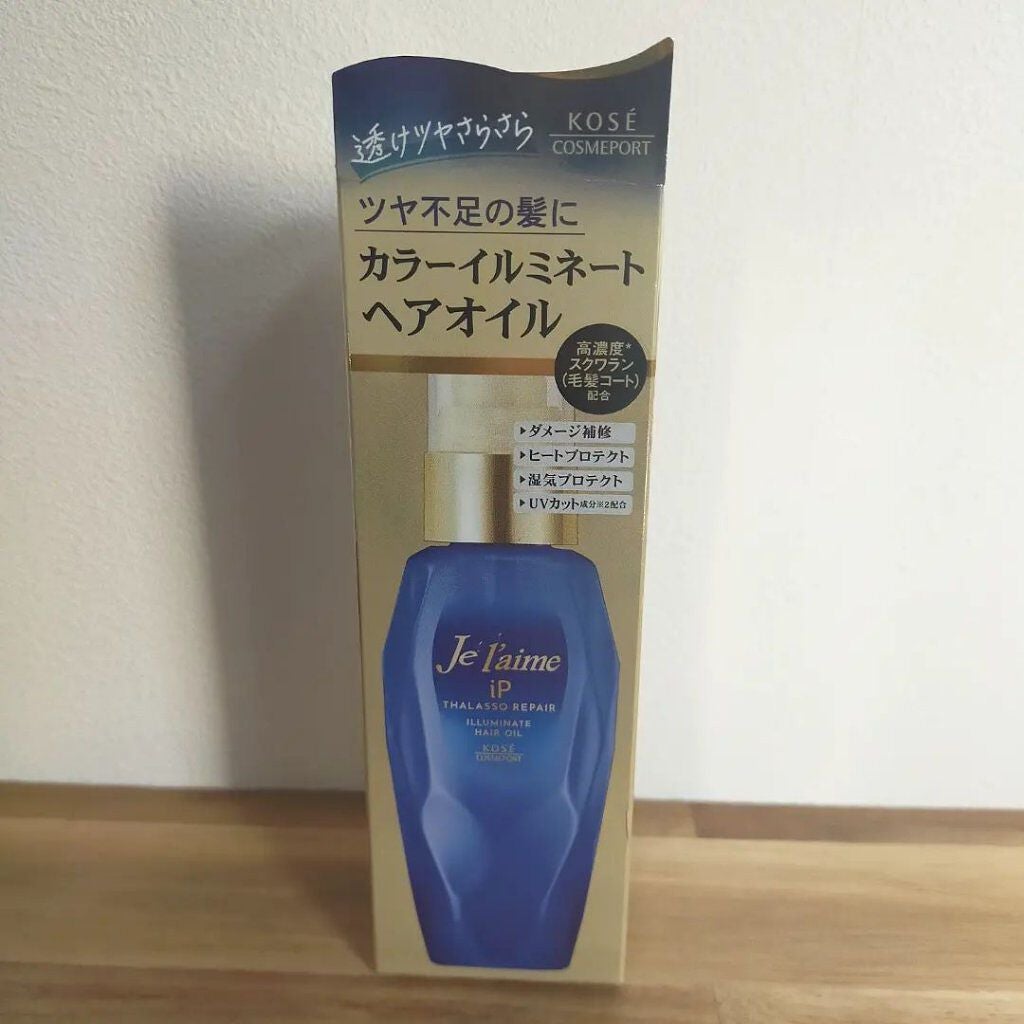 透けツヤさらさら
KOSÉ
COSMEPORT
ツヤ不足の髪に
カラーイルミネート
ヘアオイル
高濃度*
スクワラン
(毛髪コート)
配合
▶ダメージ補修
▶ヒートプロテクト
▶湿気プロテクト
▶UVカット成分※2配合
Je l'aime
iP
THALASSO REPAIR
ILLUMINATE
HAIR OIL
KOSÉ
COSMEPORT